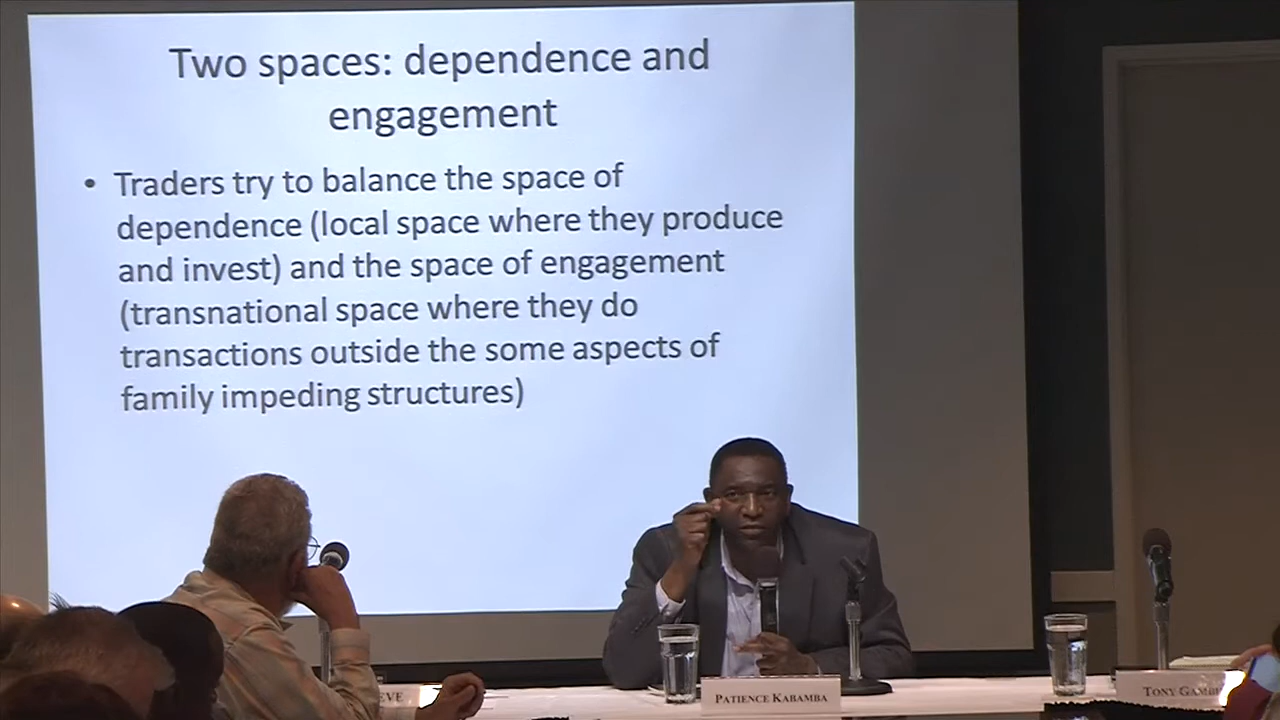 Two spaces: dependence and
engagement
• Traders try to balance the space of
dependence (local space where they produce
and invest) and the space of engagement
(transnational space where they do
transactions outside the some aspects of
family impeding structures)
PATIENCE KABAMBA
TONY